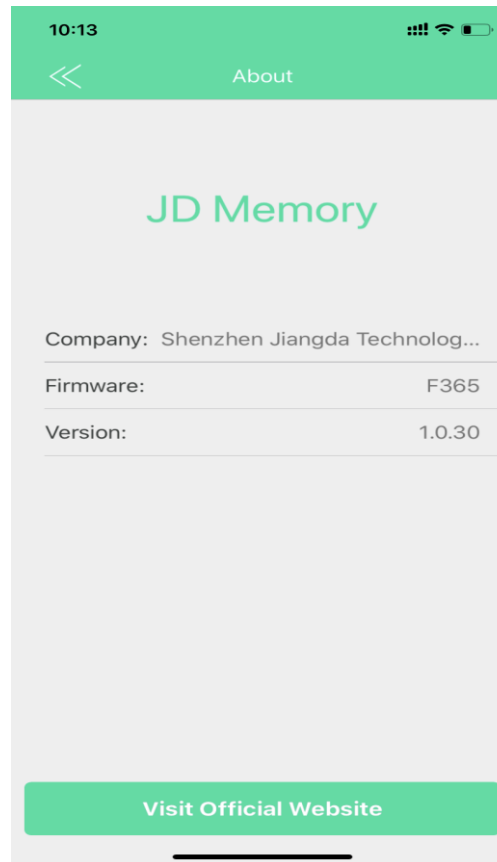 10:13
About
JD Memory
Company: Shenzhen Jiangda Technolog...
Firmware: F365
Version: 1.0.30
Visit Official Website